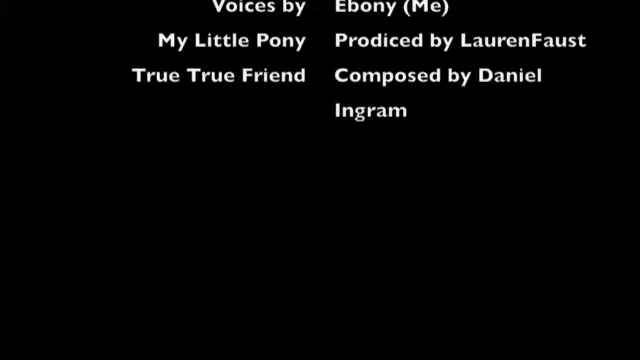 Voices by Ebony (Me)
My Little Pony Prodiced by LaurenFaust
True True Friend Composed by Daniel
Ingram